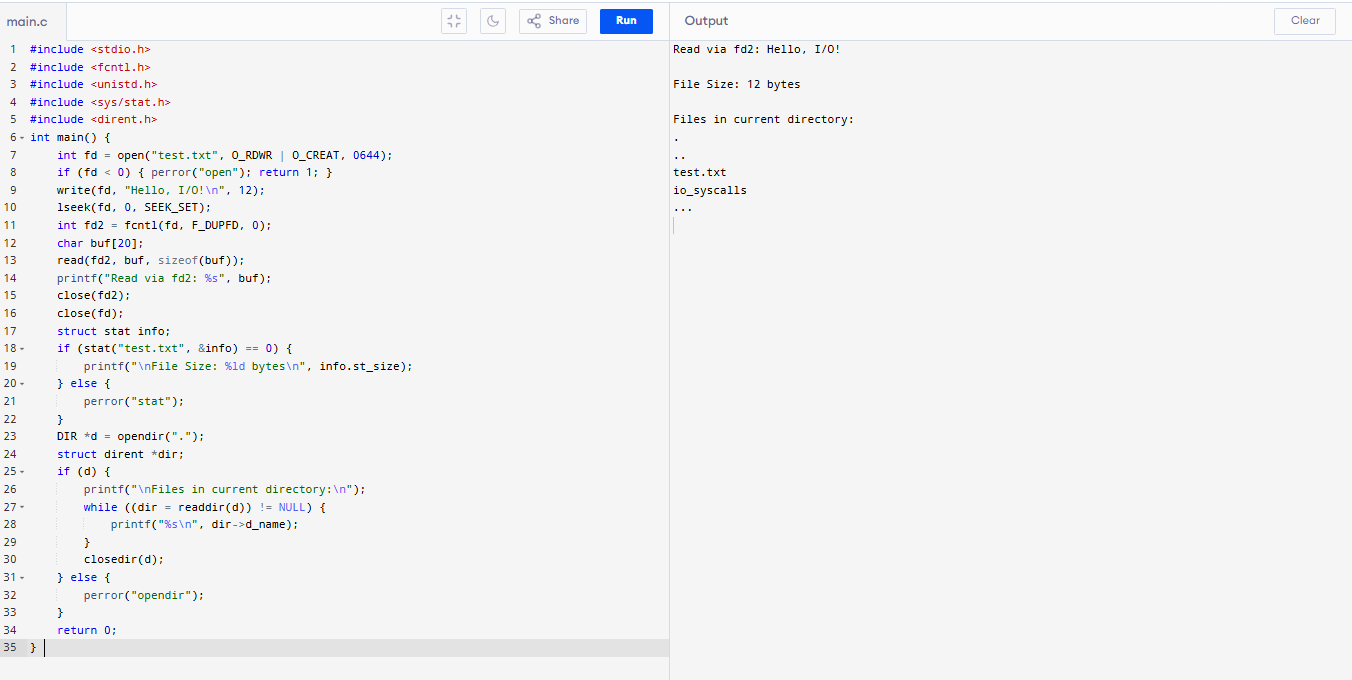 main.c
Share
Run
Output
Clear
1 #include <stdio.h>
2 #include <fcntl.h>
3 #include <unistd.h>
4 #include <sys/stat.h>
5 #include <dirent.h>
6 int main() {
7     int fd = open("test.txt", O_RDWR | O_CREAT, 0644);
8     if (fd < 0) { perror("open"); return 1; }
9     write(fd, "Hello, I/O!\n", 12);
10     lseek(fd, 0, SEEK_SET);
11     int fd2 = fcntl(fd, F_DUPFD, 0);
12     char buf[20];
13     read(fd2, buf, sizeof(buf));
14     printf("Read via fd2: %s", buf);
15     close(fd2);
16     close(fd);
17     struct stat info;
18     if (stat("test.txt", &info) == 0) {
19         printf("\nFile Size: %ld bytes\n", info.st_size);
20     } else {
21         perror("stat");
22     }
23     DIR *d = opendir(".");
24     struct dirent *dir;
25     if (d) {
26         printf("\nFiles in current directory:\n");
27         while ((dir = readdir(d)) != NULL) {
28             printf("%s\n", dir->d_name);
29         }
30         closedir(d);
31     } else {
32         perror("opendir");
33     }
34     return 0;
35 }
Read via fd2: Hello, I/O!
File Size: 12 bytes
Files in current directory:
.
..
test.txt
io_syscalls
...